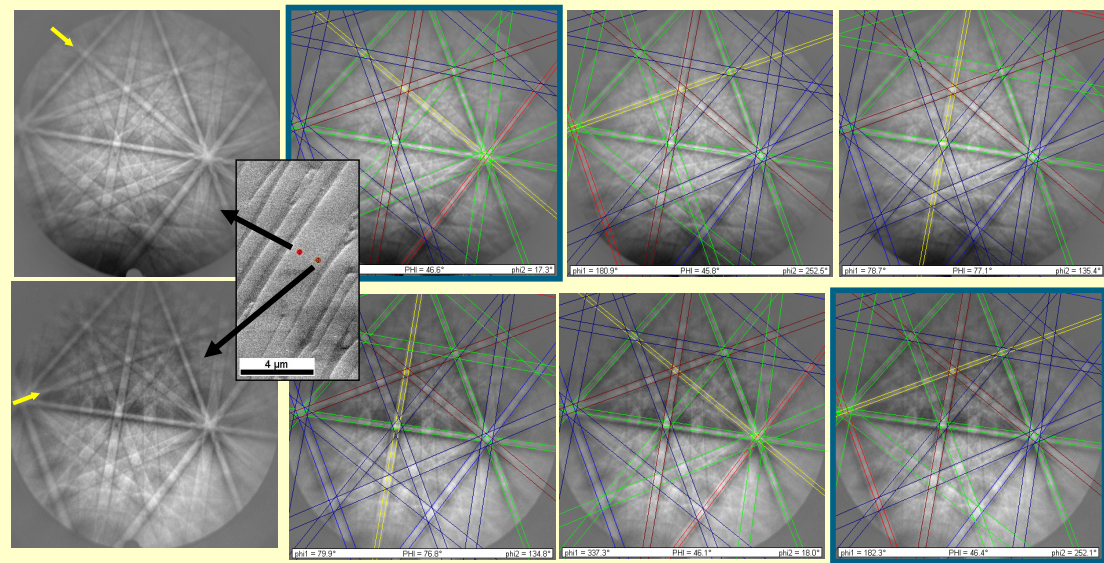 PHI = 46.6° phi2 = 17.3°
phi1 = 180.9° PHI = 45.8° phi2 = 252.5°
phi1 = 78.7° PHI = 77.1° phi2 = 135.4°
4 µm
phi1 = 79.9° PHI = 76.8° phi2 = 134.8°
phi1 = 337.3° PHI = 46.1° phi2 = 18.0°
phi1 = 182.3° PHI = 46.4° phi2 = 252.1°